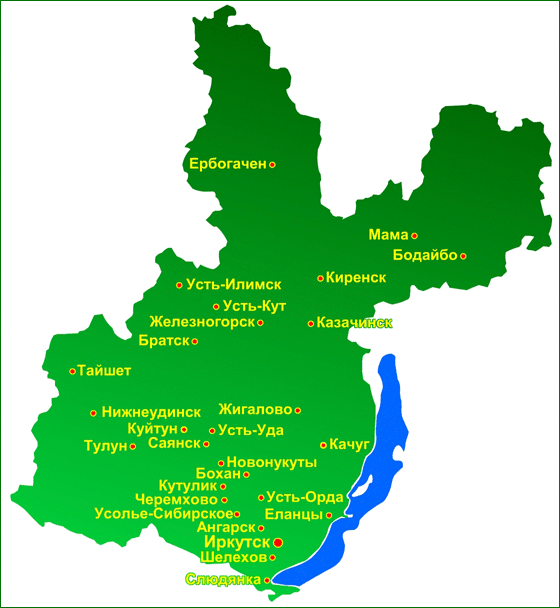 Ербогачен
Мама
Бодайбо
Киренск
Усть-Илимск
Усть-Кут
Железногорск
Казачинск
Братск
Тайшет
Нижнеудинск
Жигалово
Куйтун
Усть-Уда
Тулун
Саянск
Качуг
Новонукуты
Бохан
Кутулик
Черемхово
Усть-Орда
Усолье-Сибирское
Еланцы
Ангарск
Иркутск
Шелехов
Слюдянка